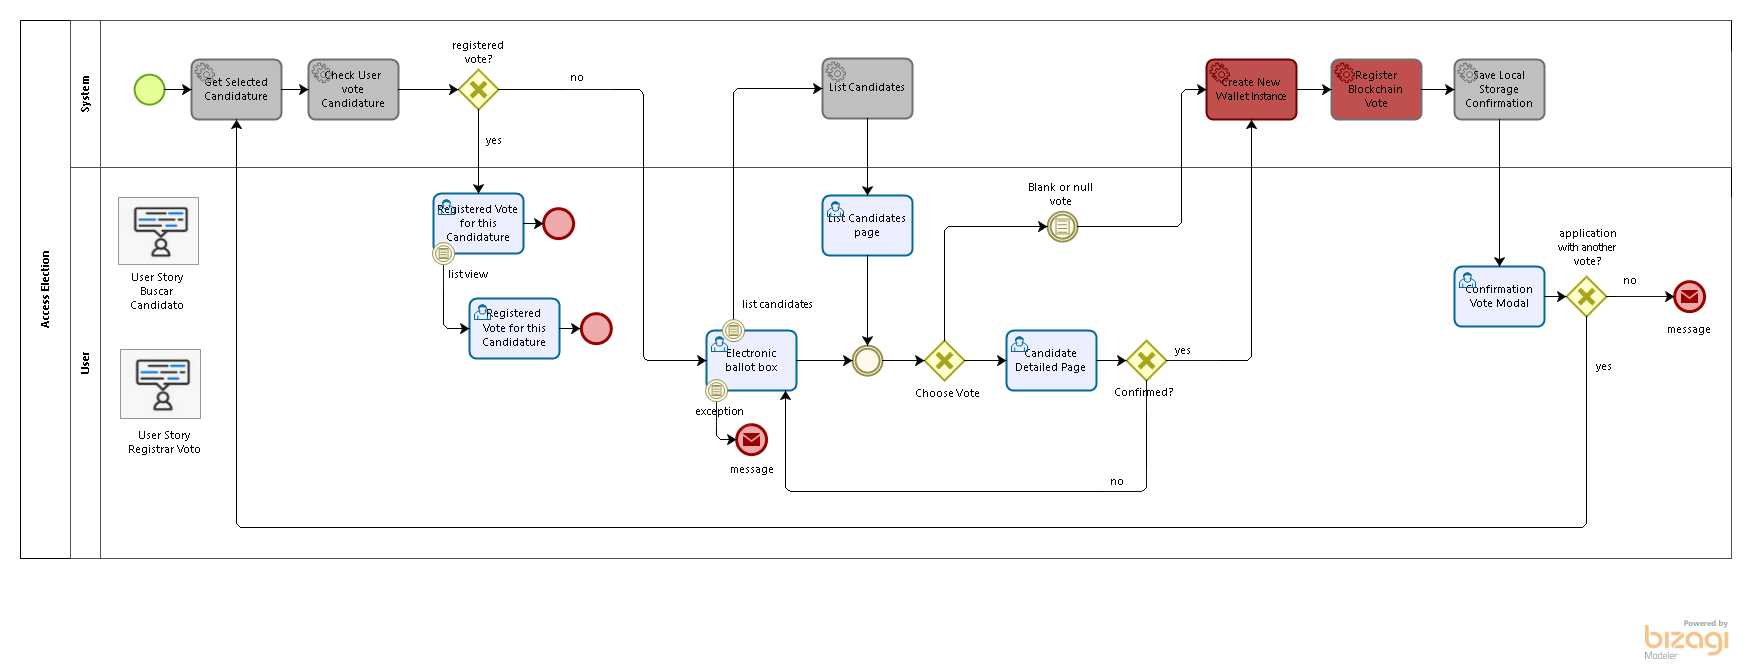 Access Election
System
User
Get Selected
Candidature
Check User
vote
Candidature
registered
vote?
no
yes
List Candidates
Create New
Wallet Instance
Register
Blockchain
Vote
Save Local
Storage
Confirmation
User Story
Buscar
Candidato
User Story
Registrar Voto
Registered Vote
for this
Candidature
list view
Registered
Vote for this
Candidature
List Candidates
page
list candidates
Electronic
ballot box
exception
message
Blank or null
vote
Choose Vote
Candidate
Detailed Page
Confirmed?
yes
no
Confirmation
Vote Modal
application
with another
vote?
no
yes
message
Powered by
bizagi
Modeler